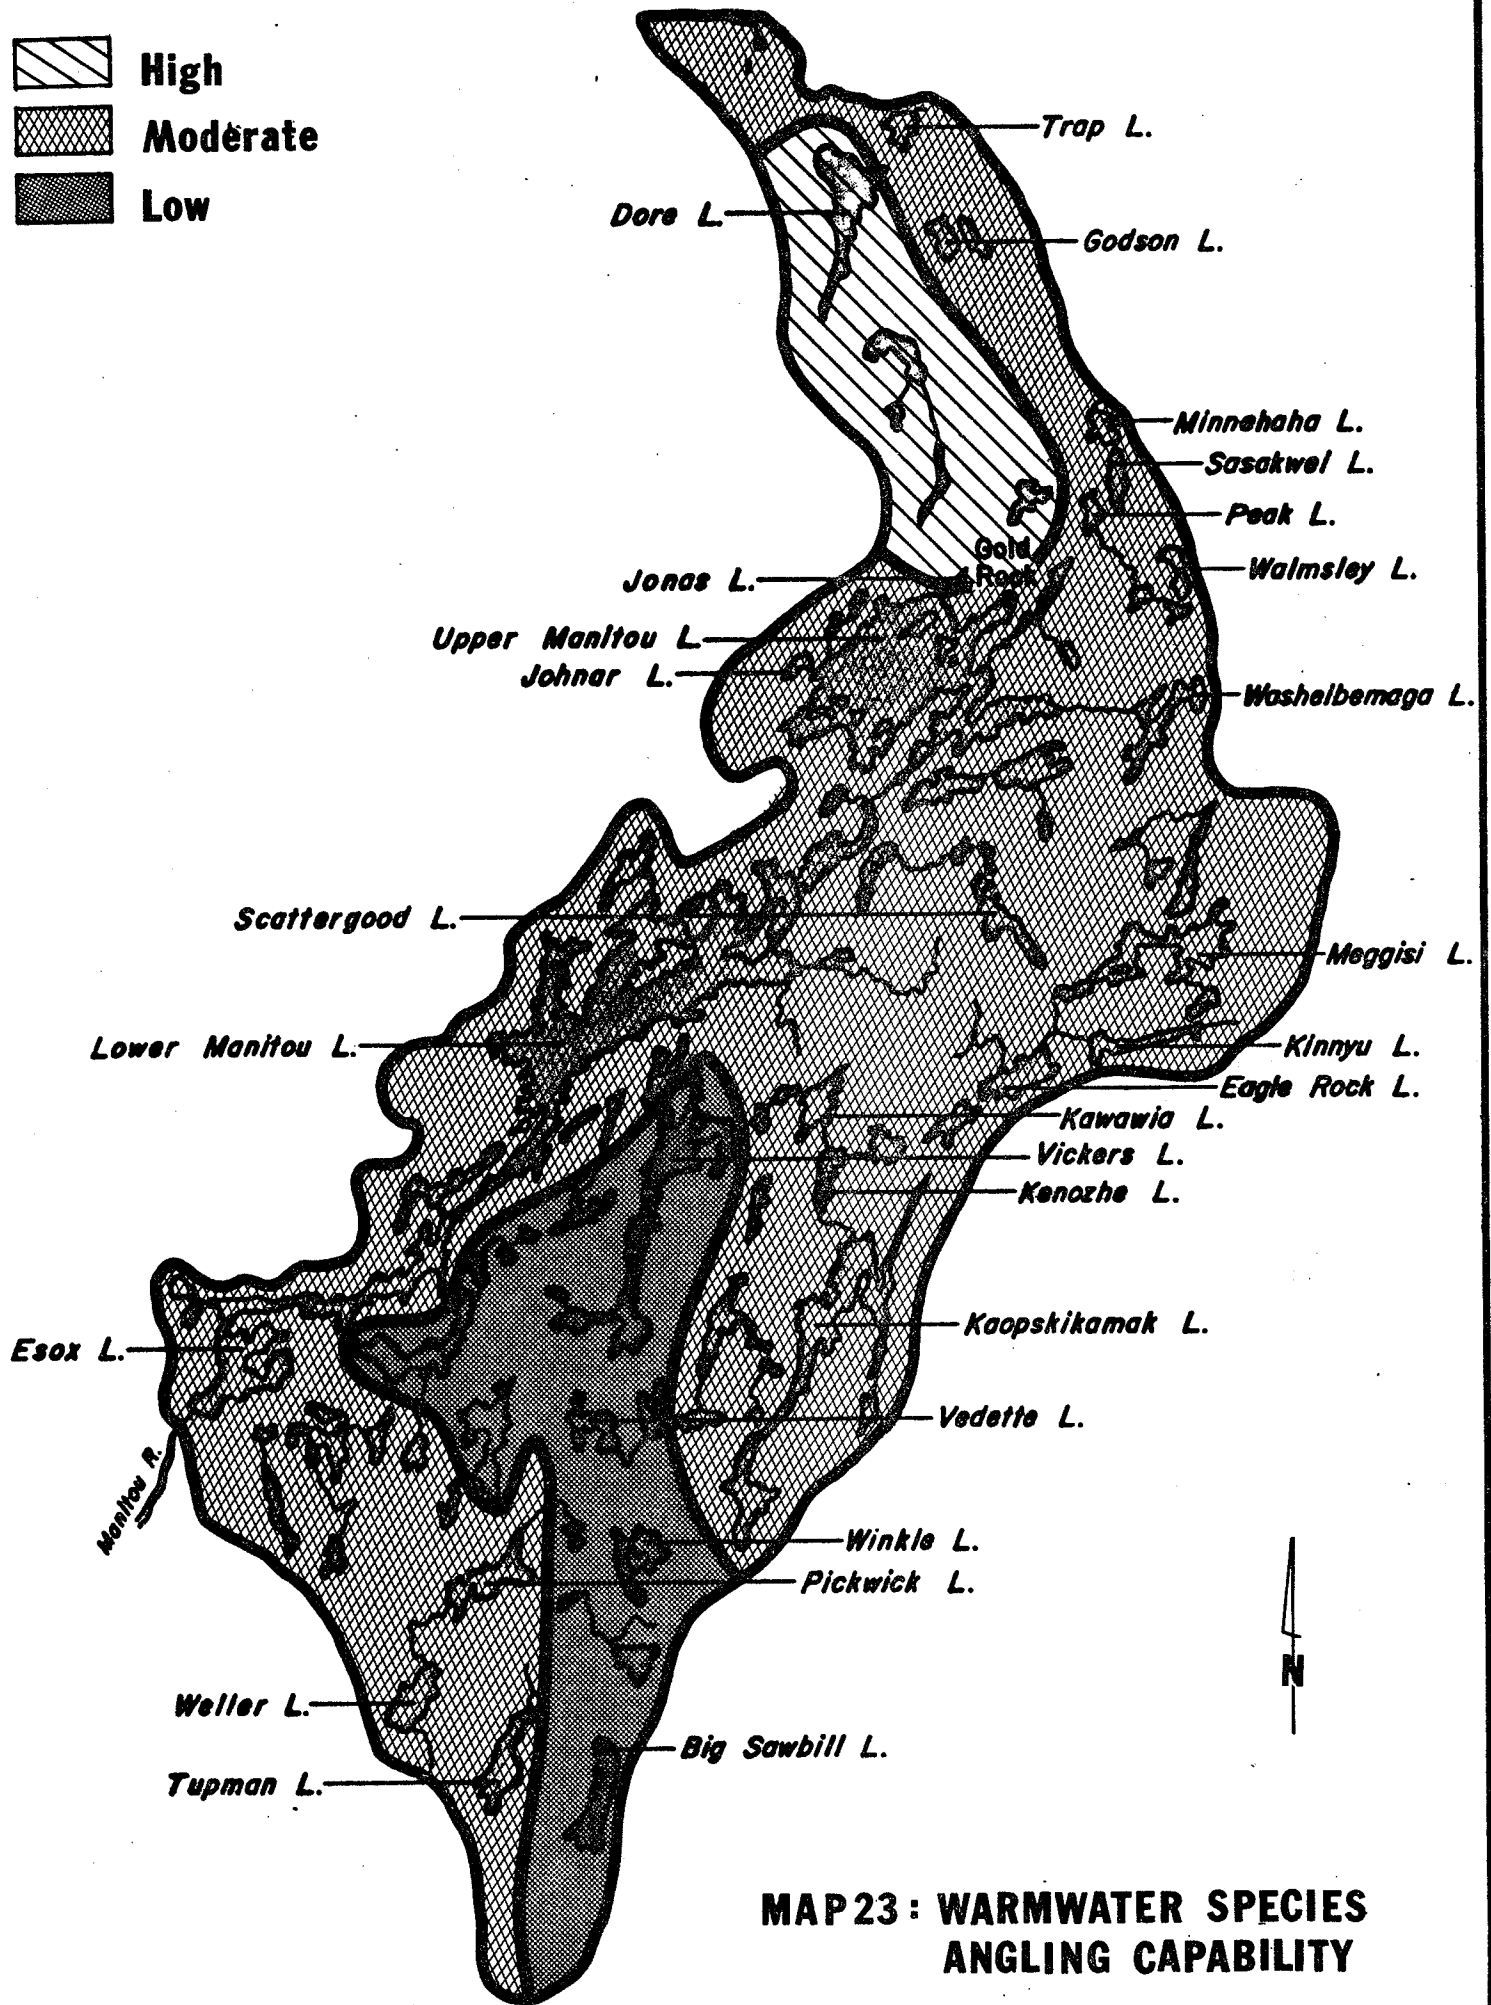 High
Moderate
Low
Trap L.
Dore L.
Godson L.
Minnehaha L.
Sasakwei L.
Peak L.
Gold
Rock
Walmsley L.
Jonas L.
Upper Manitou L.
Johnar L.
Washeibemaga L.
Scattergood L.
Meggisi L.
Lower Manitou L.
Kinnyu L.
Eagle Rock L.
Kawawia L.
Vickers L.
Kenozhe L.
Kaopskikamak L.
Esox L.
Vedette L.
Manitou R.
Winkle L.
Pickwick L.
N
Weller L.
Big Sawbill L.
Tupman L.
MAP 23: WARMWATER SPECIES
ANGLING CAPABILITY